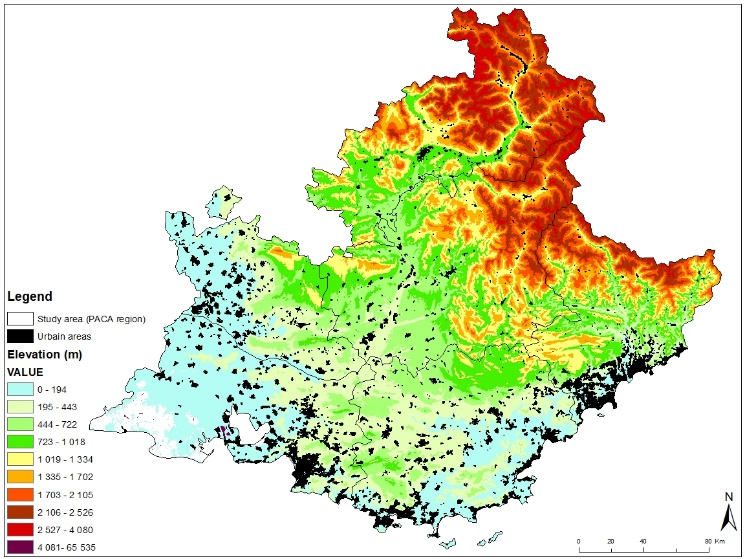 Legend
Study area (PACA region)
Urbain areas
Elevation (m)
VALUE
0 - 194
195 - 443
444 - 722
723 - 1 018
1 019 - 1 334
1 335 - 1 702
1 703 - 2 105
2 106 - 2 526
2 527 - 4 080
4 081- 65 535
N
0 20 40 80 Km